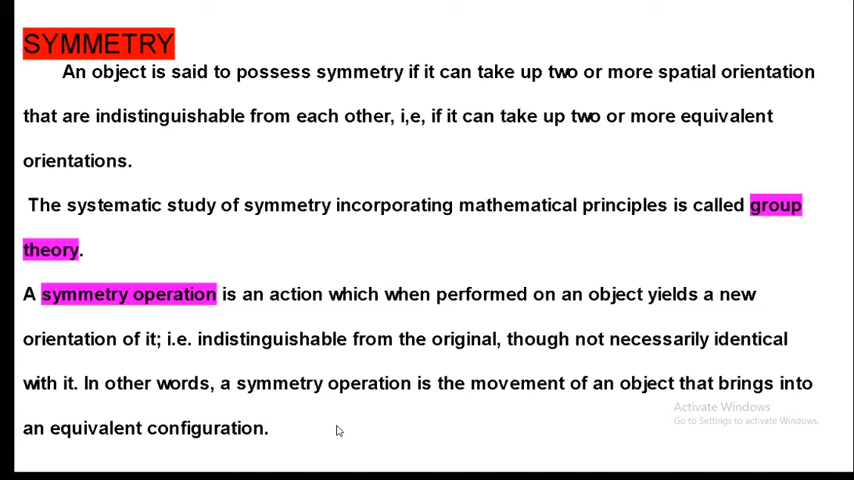 SYMMETRY
An object is said to possess symmetry if it can take up two or more spatial orientation
that are indistinguishable from each other, i,e, if it can take up two or more equivalent
orientations.
The systematic study of symmetry incorporating mathematical principles is called group
theory.
A symmetry operation is an action which when performed on an object yields a new
orientation of it; i.e. indistinguishable from the original, though not necessarily identical
with it. In other words, a symmetry operation is the movement of an object that brings into
an equivalent configuration.
Activate Windows
Go to Settings to activate Windows.